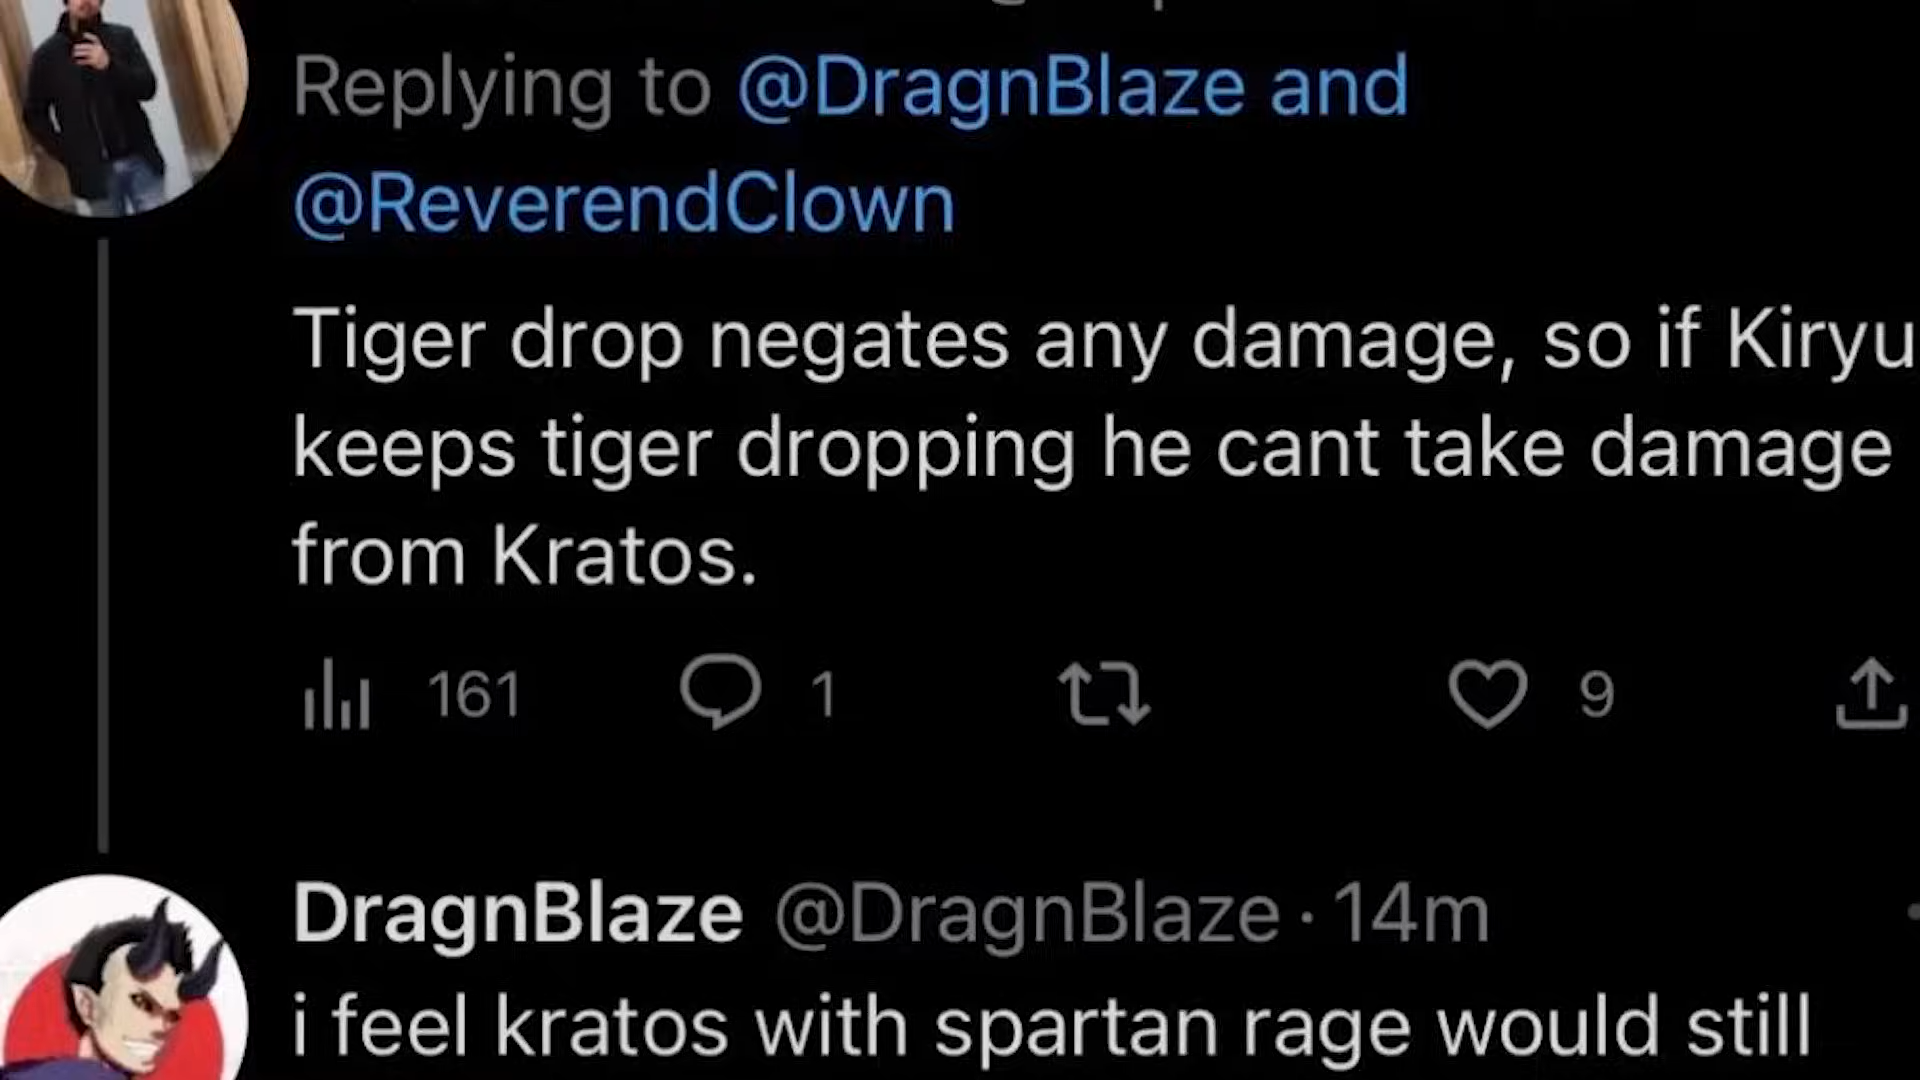 Replying to @DragnBlaze and
@ReverendClown
Tiger drop negates any damage, so if Kiryu
keeps tiger dropping he cant take damage
from Kratos.
161 1 9
DragnBlaze @DragnBlaze · 14m
i feel kratos with spartan rage would still